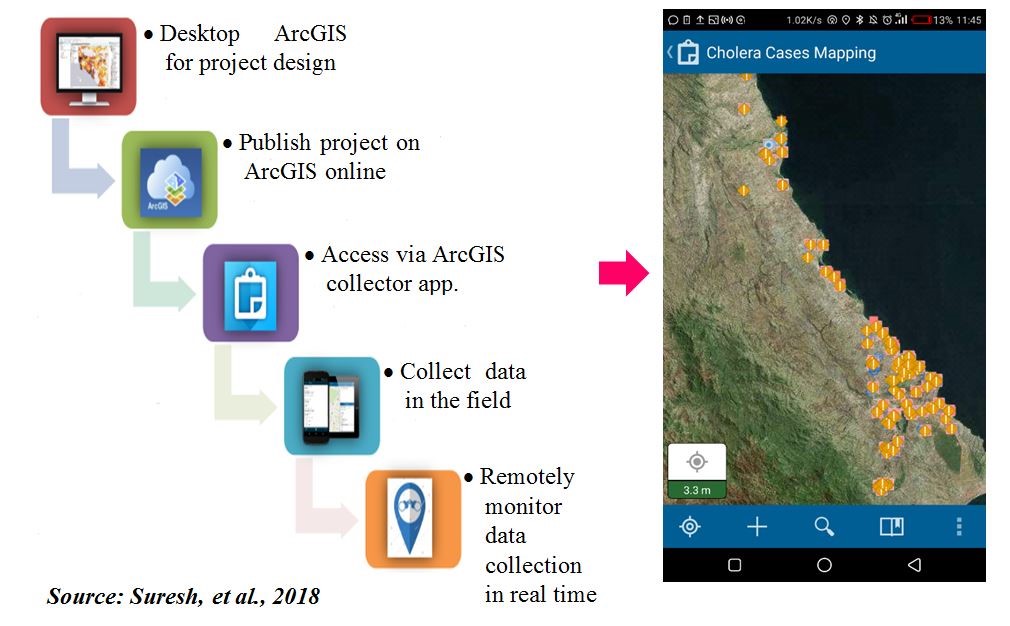 • Desktop ArcGIS
for project design
• Publish project on
ArcGIS online
ArcGIS
• Access via ArcGIS
collector app.
• Collect data
in the field
• Remotely
monitor
data
collection
in real time
Source: Suresh, et al., 2018
1.02K/s 4G 13% 11:45
Cholera Cases Mapping
3.3 m